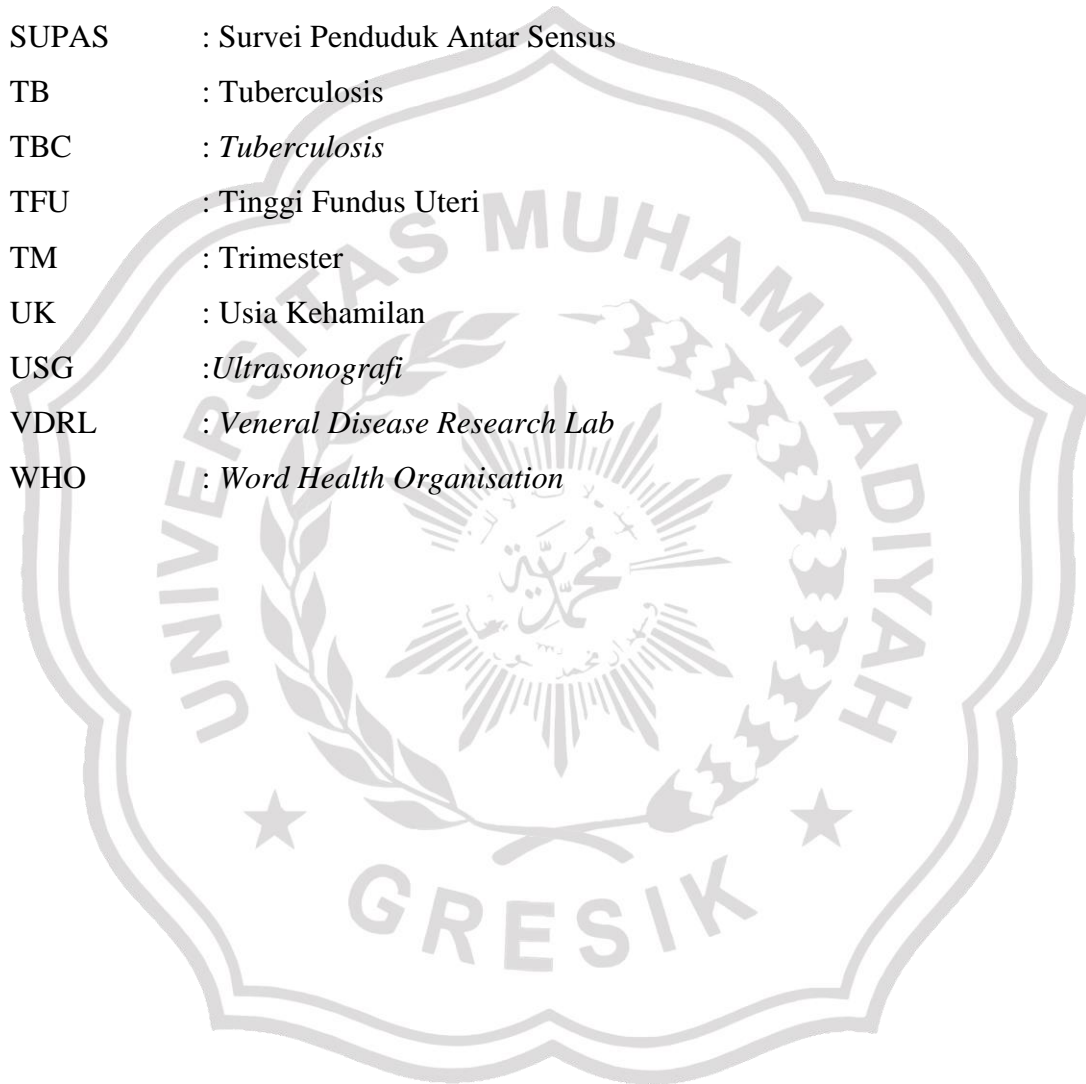 SUPAS : Survei Penduduk Antar Sensus
TB : Tuberculosis
TBC : Tuberculosis
TFU : Tinggi Fundus Uteri
TM : Trimester
UK : Usia Kehamilan
USG :Ultrasonografi
VDRL : Veneral Disease Research Lab
WHO : Word Health Organisation
UNIVERSITAS MUHAMMADIYAH
GRESIK